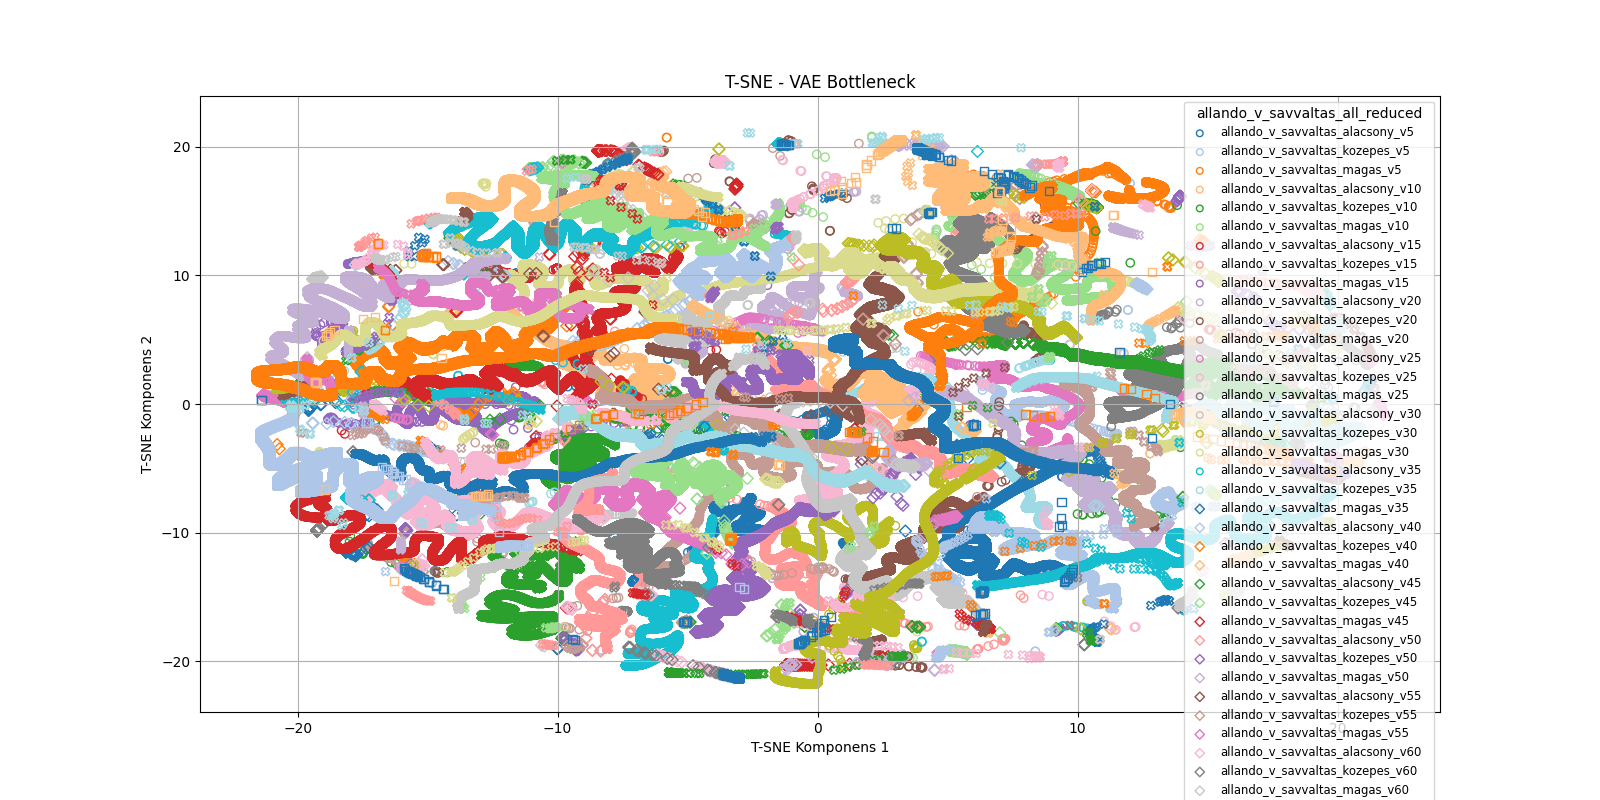 T-SNE - VAE Bottleneck
T-SNE Komponens 2
20
10
0
−10
−20
−20
−10
0
10
20
T-SNE Komponens 1
allando_v_savvaltas_all_reduced
allando_v_savvaltas_alacsony_v5
allando_v_savvaltas_kozepes_v5
allando_v_savvaltas_magas_v5
allando_v_savvaltas_alacsony_v10
allando_v_savvaltas_kozepes_v10
allando_v_savvaltas_magas_v10
allando_v_savvaltas_alacsony_v15
allando_v_savvaltas_kozepes_v15
allando_v_savvaltas_magas_v15
allando_v_savvaltas_alacsony_v20
allando_v_savvaltas_kozepes_v20
allando_v_savvaltas_magas_v20
allando_v_savvaltas_alacsony_v25
allando_v_savvaltas_kozepes_v25
allando_v_savvaltas_magas_v25
allando_v_savvaltas_alacsony_v30
allando_v_savvaltas_kozepes_v30
allando_v_savvaltas_magas_v30
allando_v_savvaltas_alacsony_v35
allando_v_savvaltas_kozepes_v35
allando_v_savvaltas_magas_v35
allando_v_savvaltas_alacsony_v40
allando_v_savvaltas_kozepes_v40
allando_v_savvaltas_magas_v40
allando_v_savvaltas_alacsony_v45
allando_v_savvaltas_kozepes_v45
allando_v_savvaltas_magas_v45
allando_v_savvaltas_alacsony_v50
allando_v_savvaltas_kozepes_v50
allando_v_savvaltas_magas_v50
allando_v_savvaltas_alacsony_v55
allando_v_savvaltas_kozepes_v55
allando_v_savvaltas_magas_v55
allando_v_savvaltas_alacsony_v60
allando_v_savvaltas_kozepes_v60
allando_v_savvaltas_magas_v60